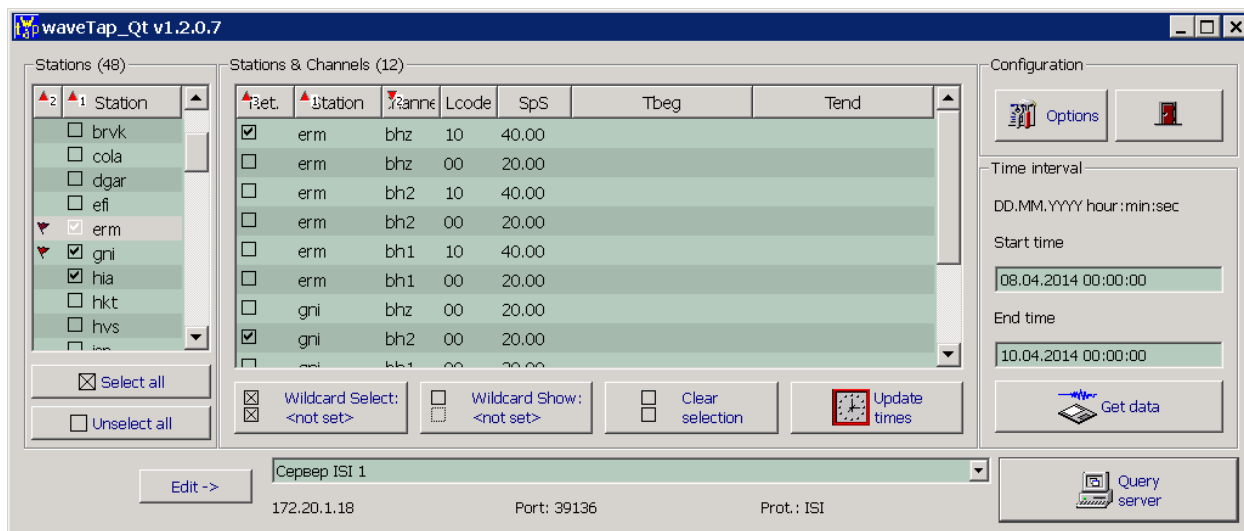 waveTap_Qt v1.2.0.7
Stations (48)
2 1 Station
brvk
cola
dgar
efi
erm
gni
hia
hkt
hvs
Select all
Unselect all
Stations & Channels (12)
Station Lcode SpS Tbeg Tend
erm bhz 10 40.00
erm bhz 00 20.00
erm bh2 10 40.00
erm bh2 00 20.00
erm bh1 10 40.00
erm bh1 00 20.00
gni bhz 00 20.00
gni bh2 00 20.00
Wildcard Select:
<not set>
Wildcard Show:
<not set>
Clear
selection
Update
times
Configuration
Options
Time interval
DD.MM.YYYY hour:min:sec
Start time
08.04.2014 00:00:00
End time
10.04.2014 00:00:00
Get data
Edit ->
Сервер ISI 1
172.20.1.18 Port: 39136 Prot.: ISI
Query
server